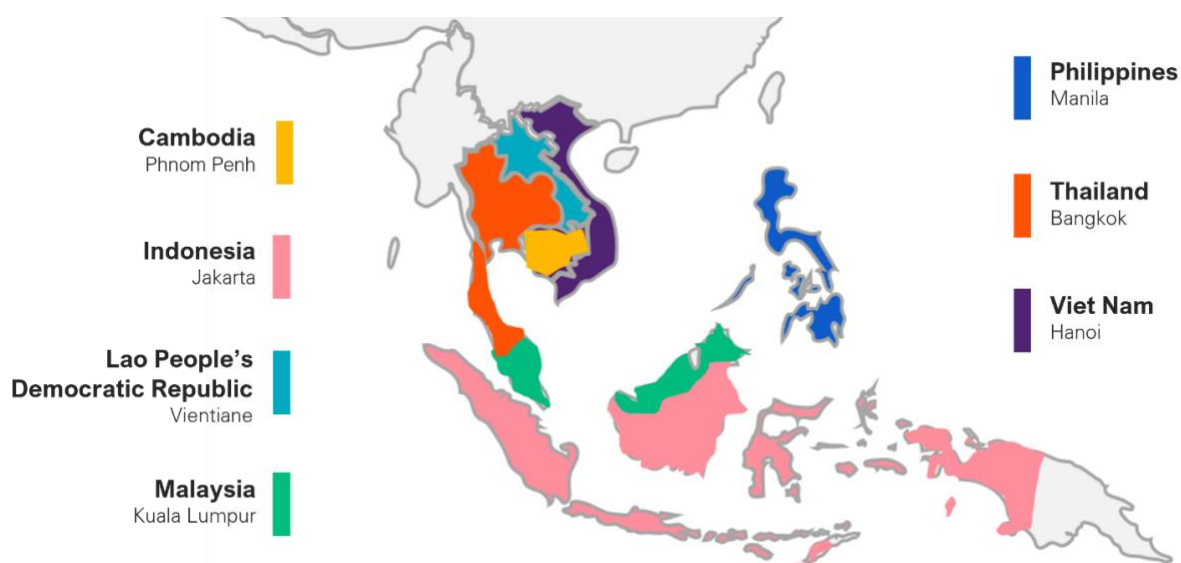 Cambodia
Phnom Penh
Indonesia
Jakarta
Lao People's
Democratic Republic
Vientiane
Malaysia
Kuala Lumpur
Philippines
Manila
Thailand
Bangkok
Viet Nam
Hanoi